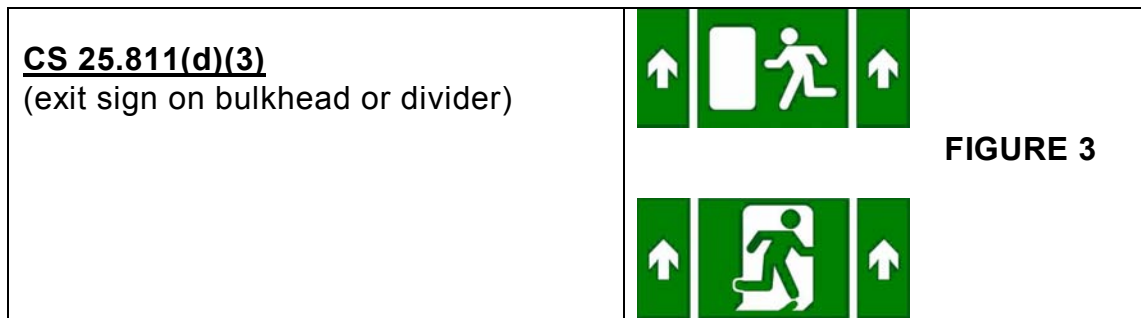 CS 25.811(d)(3)
(exit sign on bulkhead or divider)
FIGURE 3